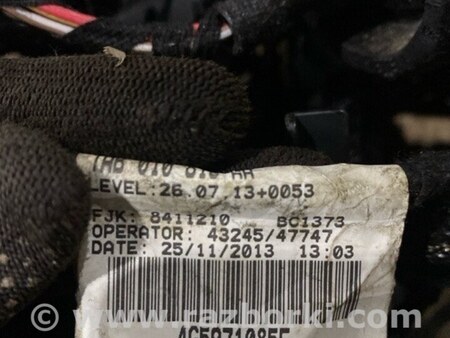 LEVEL:26.07.13+0053
FJK: 8411210 BC1373
OPERATOR: 43245/47747
DATE: 25/11/2013 13:03
© www.razborki.com